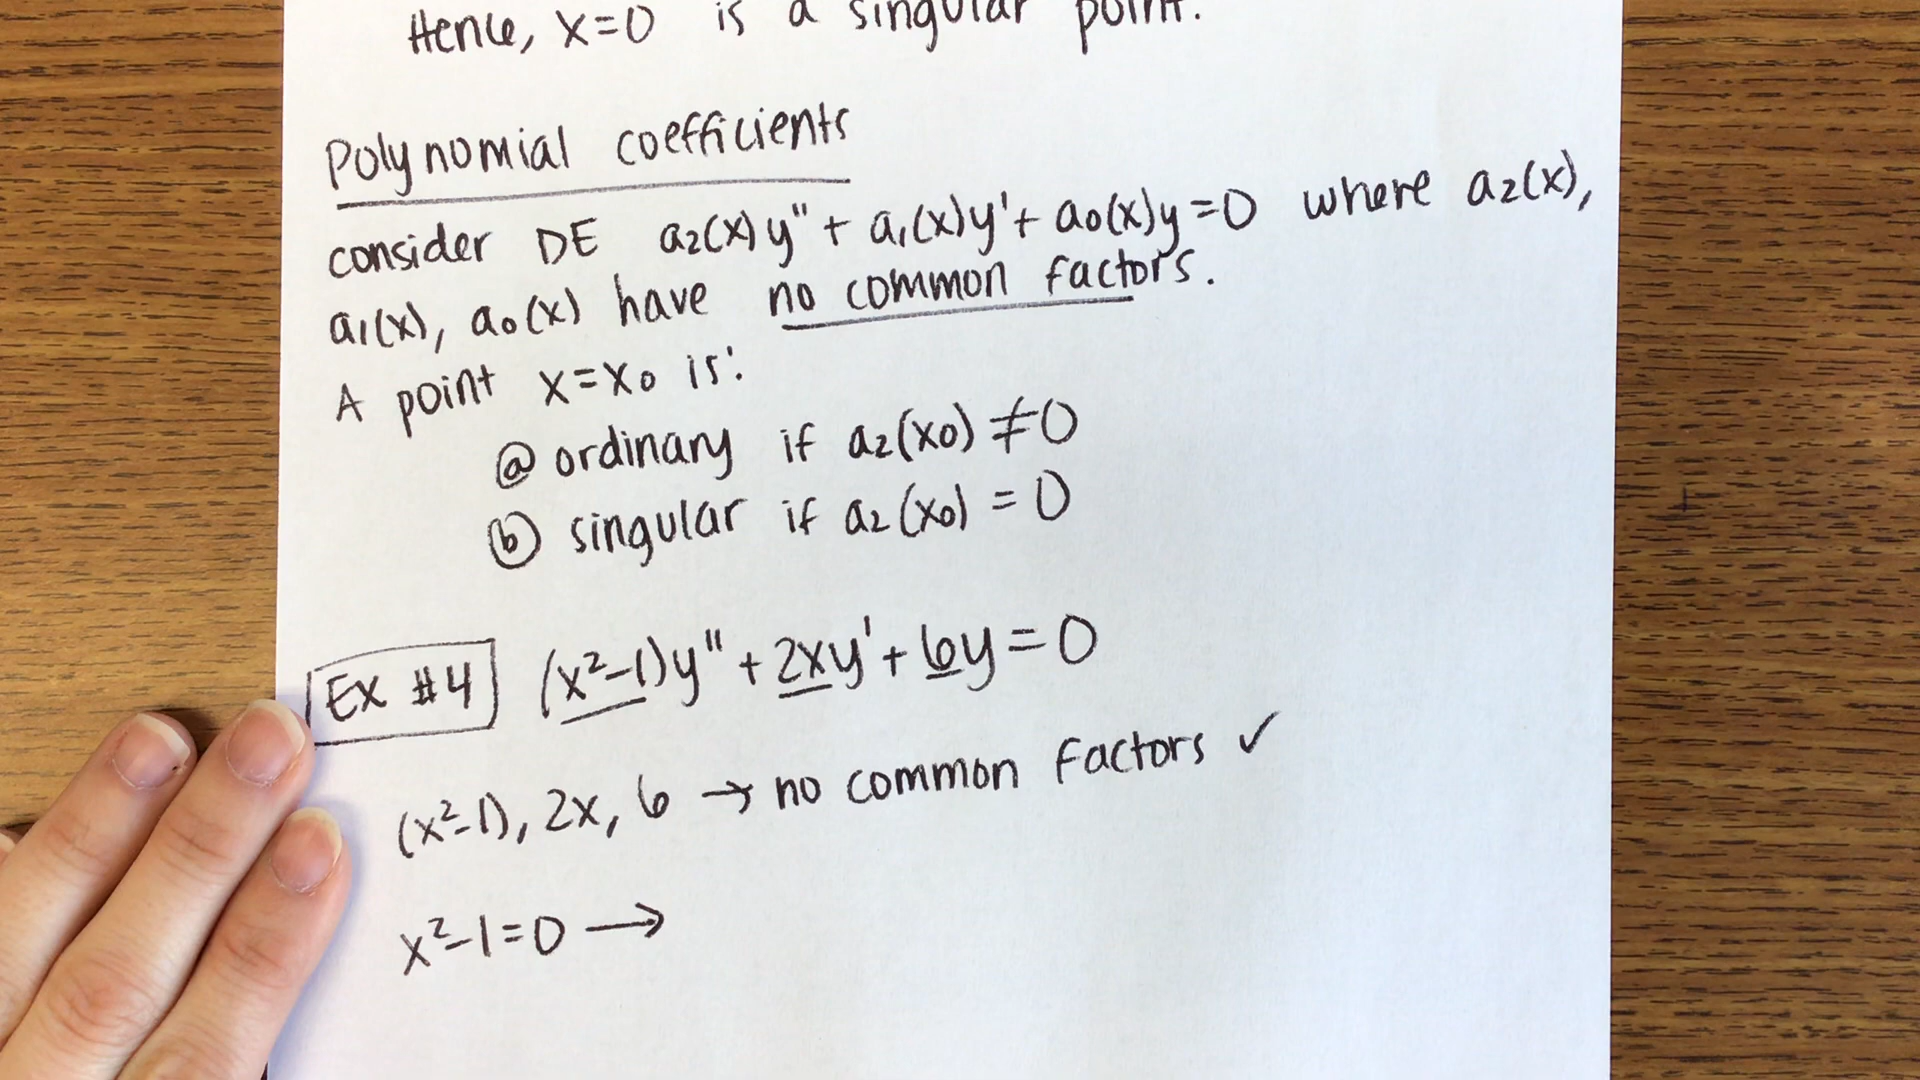 Hence, x=0 is a singular point.
Polynomial coefficients
consider DE a₂(x)y" + a₁(x)y' + a₀(x)y = 0 where a₂(x),
a₁(x), a₀(x) have no common factors.
A point x=x₀ is:
ⓐ ordinary if a₂(x₀) ≠ 0
ⓑ singular if a₂(x₀) = 0
Ex #4 (x²-1)y" + 2xy' + 6y = 0
(x²-1), 2x, 6 → no common factors ✓
x²-1=0 →